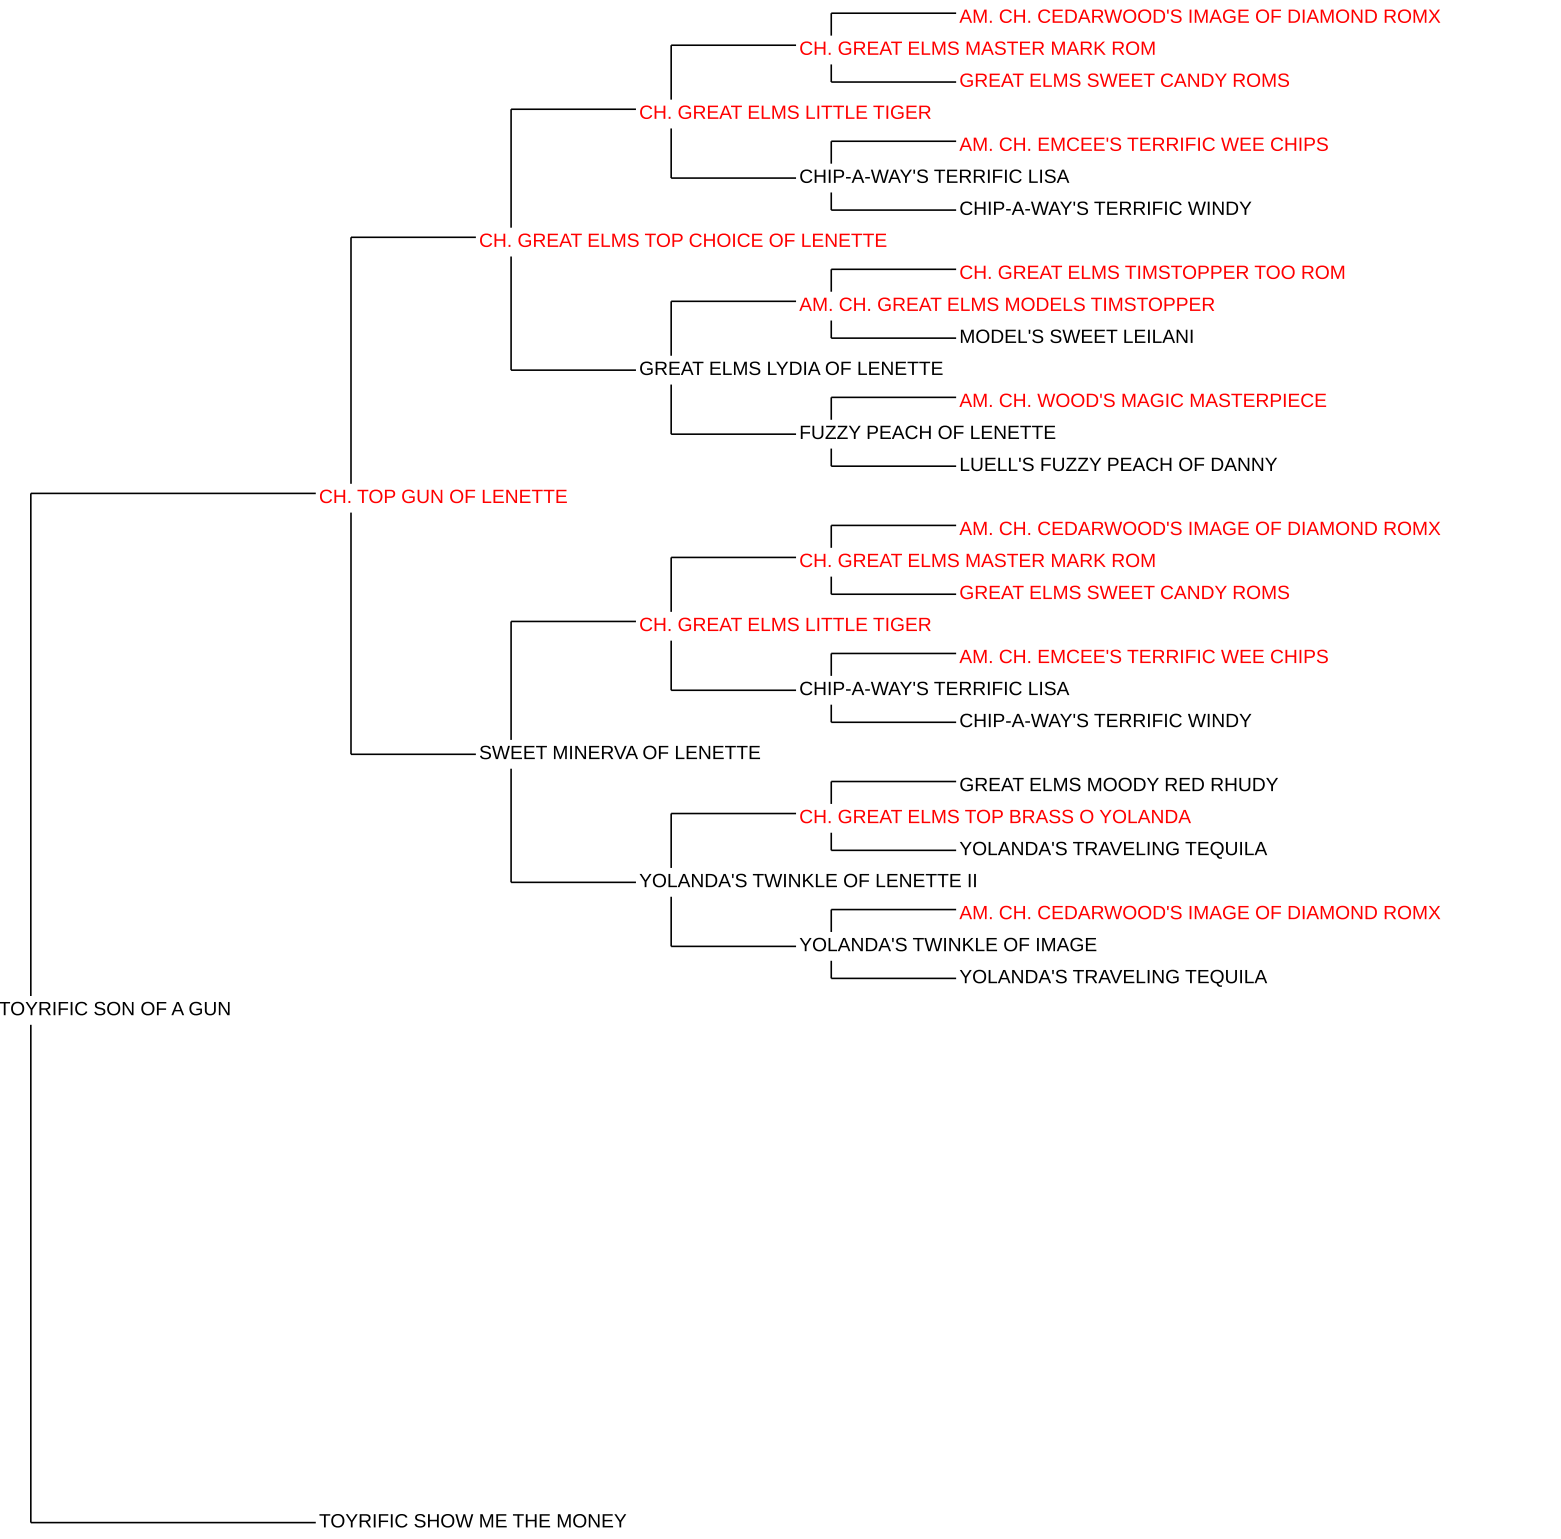 AM. CH. CEDARWOOD'S IMAGE OF DIAMOND ROMX
CH. GREAT ELMS MASTER MARK ROM
GREAT ELMS SWEET CANDY ROMS
CH. GREAT ELMS LITTLE TIGER
AM. CH. EMCEE'S TERRIFIC WEE CHIPS
CHIP-A-WAY'S TERRIFIC LISA
CHIP-A-WAY'S TERRIFIC WINDY
CH. GREAT ELMS TOP CHOICE OF LENETTE
CH. GREAT ELMS TIMSTOPPER TOO ROM
AM. CH. GREAT ELMS MODELS TIMSTOPPER
MODEL'S SWEET LEILANI
GREAT ELMS LYDIA OF LENETTE
AM. CH. WOOD'S MAGIC MASTERPIECE
FUZZY PEACH OF LENETTE
LUELL'S FUZZY PEACH OF DANNY
CH. TOP GUN OF LENETTE
AM. CH. CEDARWOOD'S IMAGE OF DIAMOND ROMX
CH. GREAT ELMS MASTER MARK ROM
GREAT ELMS SWEET CANDY ROMS
CH. GREAT ELMS LITTLE TIGER
AM. CH. EMCEE'S TERRIFIC WEE CHIPS
CHIP-A-WAY'S TERRIFIC LISA
CHIP-A-WAY'S TERRIFIC WINDY
SWEET MINERVA OF LENETTE
GREAT ELMS MOODY RED RHUDY
CH. GREAT ELMS TOP BRASS O YOLANDA
YOLANDA'S TRAVELING TEQUILA
YOLANDA'S TWINKLE OF LENETTE II
AM. CH. CEDARWOOD'S IMAGE OF DIAMOND ROMX
YOLANDA'S TWINKLE OF IMAGE
YOLANDA'S TRAVELING TEQUILA
TOYRIFIC SON OF A GUN
TOYRIFIC SHOW ME THE MONEY